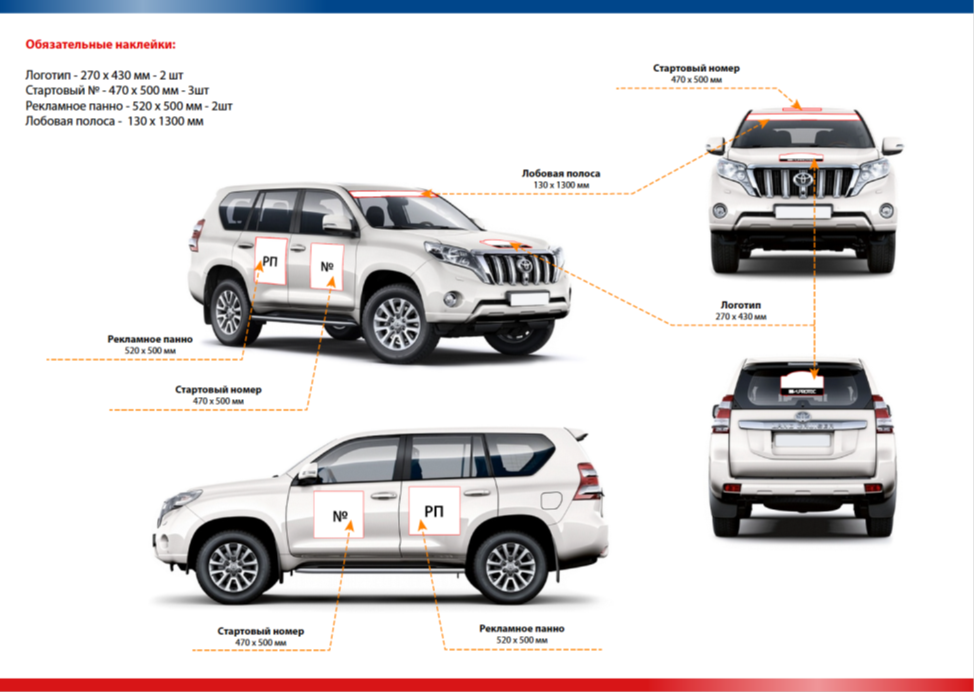 Обязательные наклейки:
Логотип - 270 x 430 мм - 2 шт
Стартовый № - 470 x 500 мм - 3шт
Рекламное панно - 520 x 500 мм - 2шт
Лобовая полоса - 130 x 1300 мм
Стартовый номер
470 x 500 мм
Лобовая полоса
130 x 1300 мм
РП
№
Логотип
270 x 430 мм
Рекламное панно
520 x 500 мм
Стартовый номер
470 x 500 мм
№
РП
Стартовый номер
470 x 500 мм
Рекламное панно
520 x 500 мм